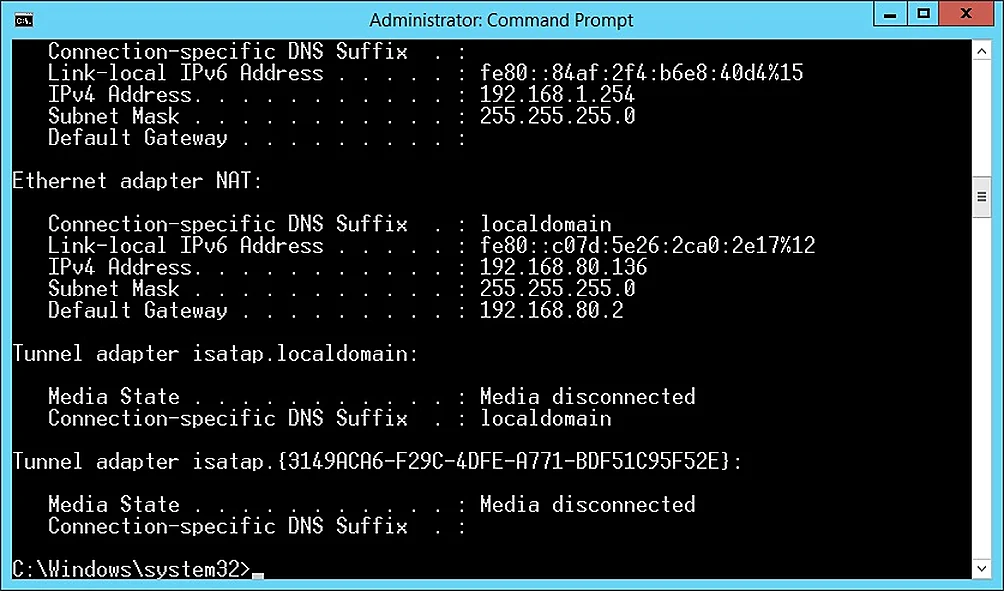 Administrator: Command Prompt
Connection-specific DNS Suffix  . :
Link-local IPv6 Address . . . . . : fe80::84af:2f4:b6e8:40d4%15
IPv4 Address. . . . . . . . . . . : 192.168.1.254
Subnet Mask . . . . . . . . . . . : 255.255.255.0
Default Gateway . . . . . . . . . :
Ethernet adapter NAT:
Connection-specific DNS Suffix  . : localdomain
Link-local IPv6 Address . . . . . : fe80::c07d:5e26:2ca0:2e17%12
IPv4 Address. . . . . . . . . . . : 192.168.80.136
Subnet Mask . . . . . . . . . . . : 255.255.255.0
Default Gateway . . . . . . . . . : 192.168.80.2
Tunnel adapter isatap.localdomain:
Media State . . . . . . . . . . . : Media disconnected
Connection-specific DNS Suffix  . : localdomain
Tunnel adapter isatap.{3149ACA6-F29C-4DFE-A771-BDF51C95F52E}:
Media State . . . . . . . . . . . : Media disconnected
Connection-specific DNS Suffix  . :
C:\Windows\system32>_